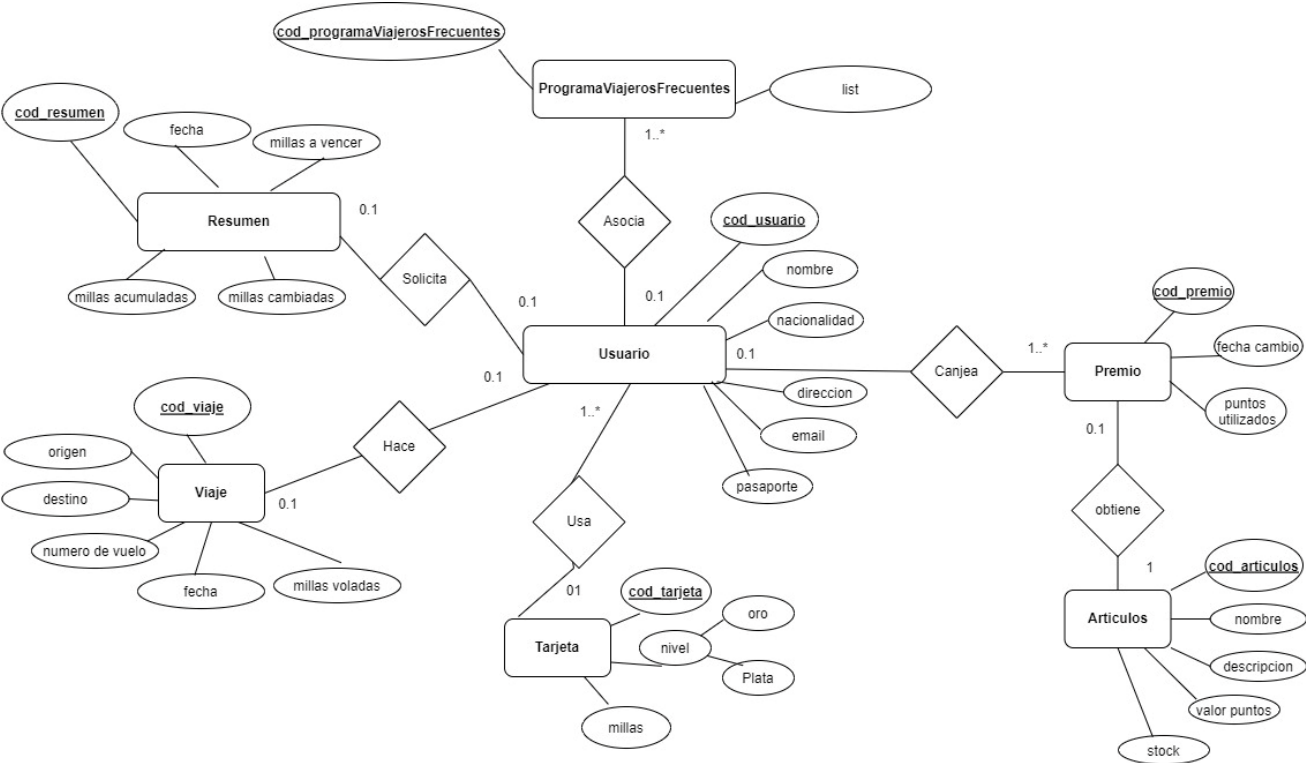 cod_programaViajerosFrecuentes
ProgramaViajerosFrecuentes
list
1..*
cod_resumen
fecha
millas a vencer
Resumen
0.1
millas acumuladas
millas cambiadas
Solicita
0.1
Asocia
0.1
cod_usuario
nombre
nacionalidad
Usuario
0.1
0.1
direccion
email
pasaporte
1..*
Canjea
1..*
cod_premio
fecha cambio
Premio
puntos
utilizados
0.1
cod_viaje
origen
destino
Viaje
Hace
0.1
numero de vuelo
fecha
millas voladas
Usa
01
cod_tarjeta
oro
nivel
Plata
Tarjeta
millas
obtiene
1
cod_articulos
Articulos
nombre
descripcion
valor puntos
stock